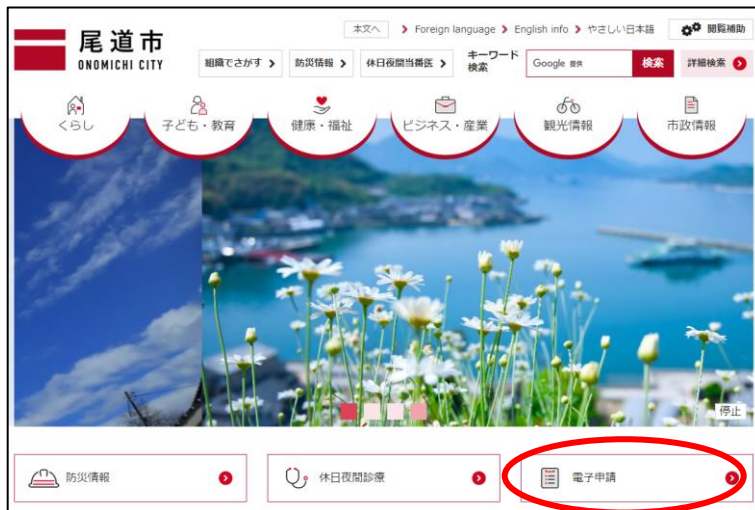 尾道市
ONOMICHI CITY
本文へ
Foreign language
English info
やさしい日本語
閲覧補助
組織でさがす
防災情報
休日夜間当番医
キーワード
検索
Google 提供
検索
詳細検索
くらし
子ども・教育
健康・福祉
ビジネス・産業
観光情報
市政情報
停止
防災情報
休日夜間診療
電子申請